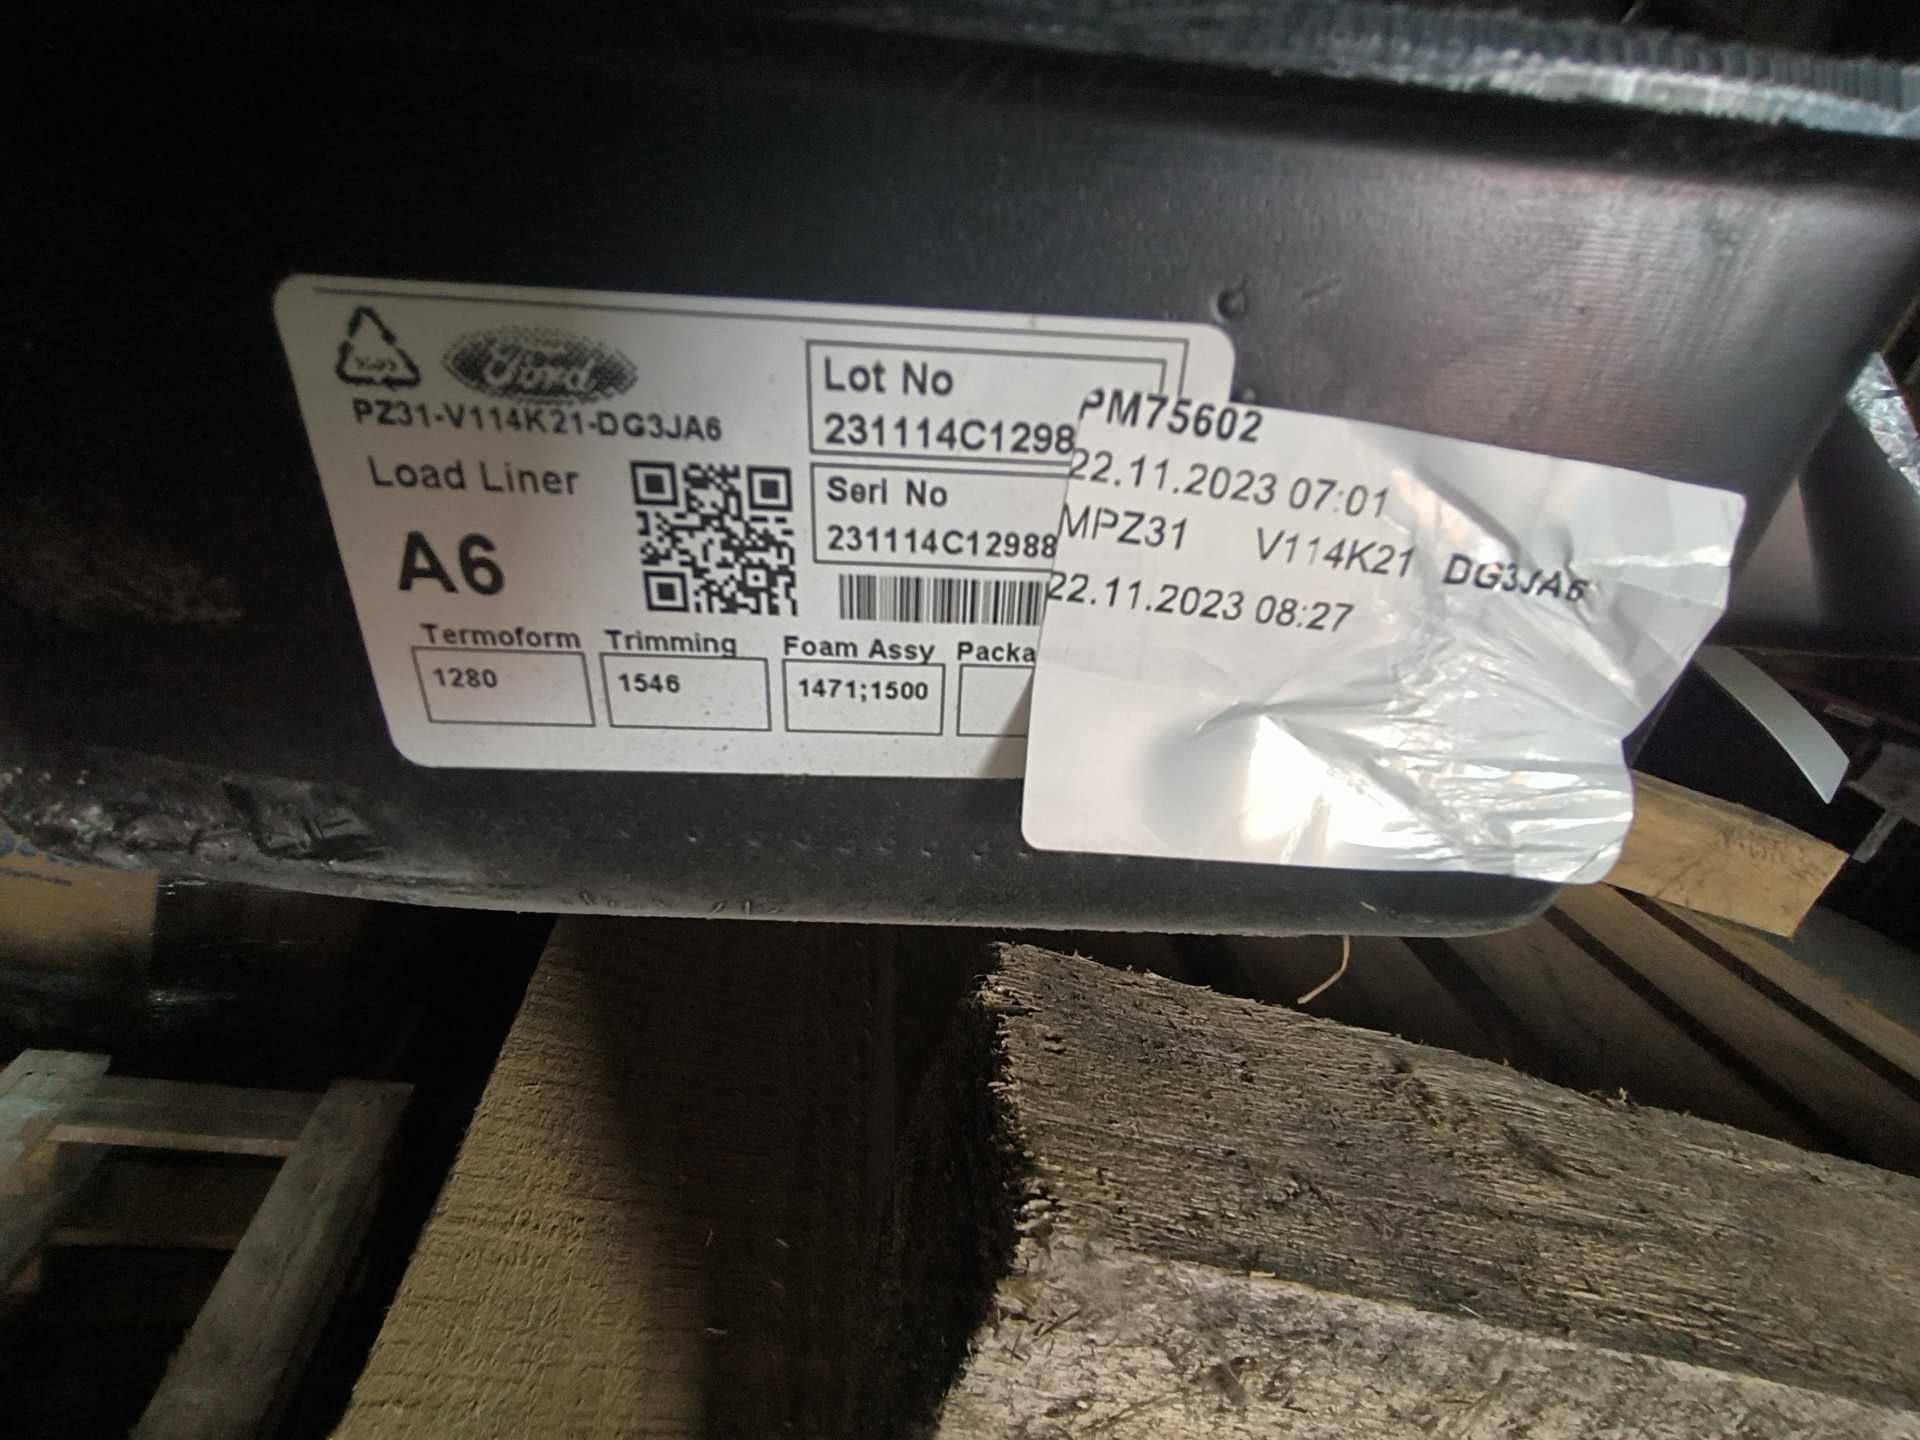 Ford
PZ31-V114K21-DG3JA6
Load Liner
A6
Lot No
231114C1298
Seri No
231114C12988
Termoform
Trimming
Foam Assy
Packa
1280
1546
1471;1500
PM75602
22.11.2023 07:01
MPZ31 V114K21 DG3JA6
22.11.2023 08:27